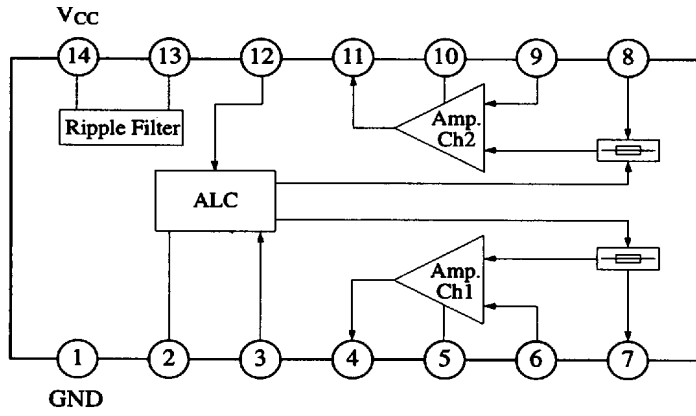 VCC
14 13 12 11 10 9 8
Ripple Filter
Amp.
Ch2
ALC
Amp.
Ch1
1 2 3 4 5 6 7
GND